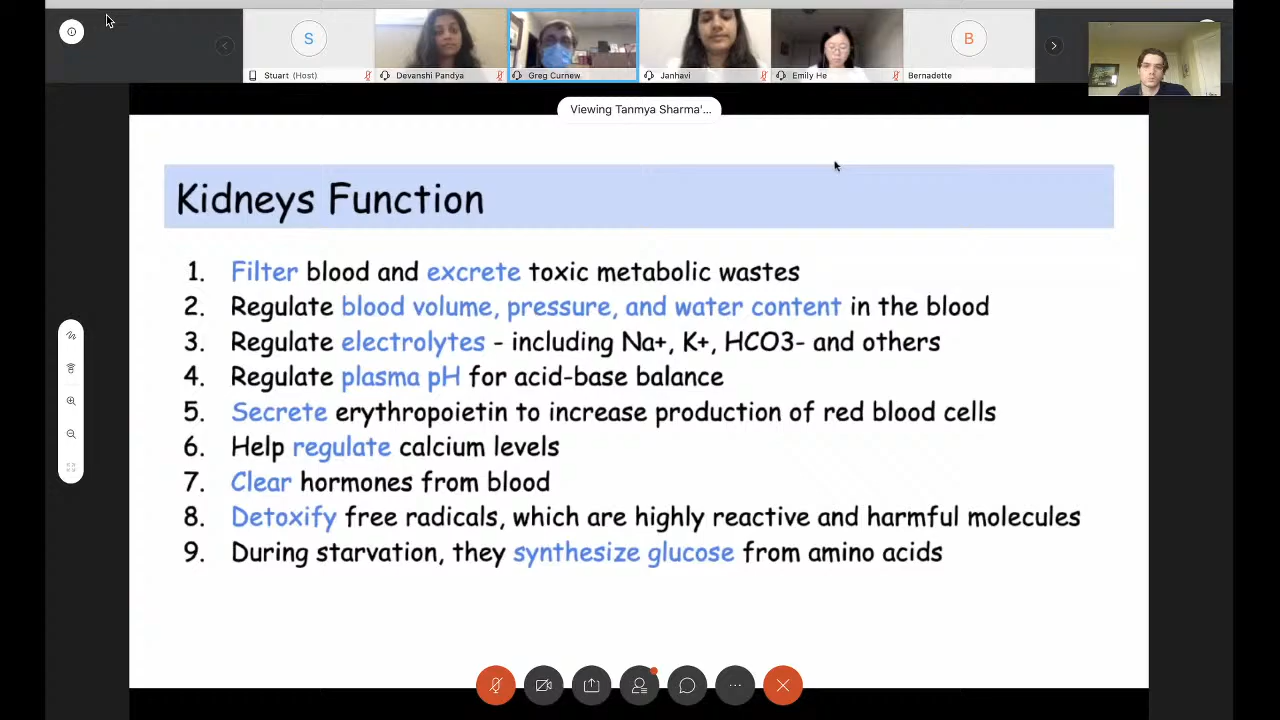 S
B
Stuart (Host)
Devanshi Pandya
Greg Curnew
Janhavi
Emily He
Bernadette
Viewing Tanmya Sharma'...
Kidneys Function
1. Filter blood and excrete toxic metabolic wastes
2. Regulate blood volume, pressure, and water content in the blood
3. Regulate electrolytes - including Na+, K+, HCO3- and others
4. Regulate plasma pH for acid-base balance
5. Secrete erythropoietin to increase production of red blood cells
6. Help regulate calcium levels
7. Clear hormones from blood
8. Detoxify free radicals, which are highly reactive and harmful molecules
9. During starvation, they synthesize glucose from amino acids